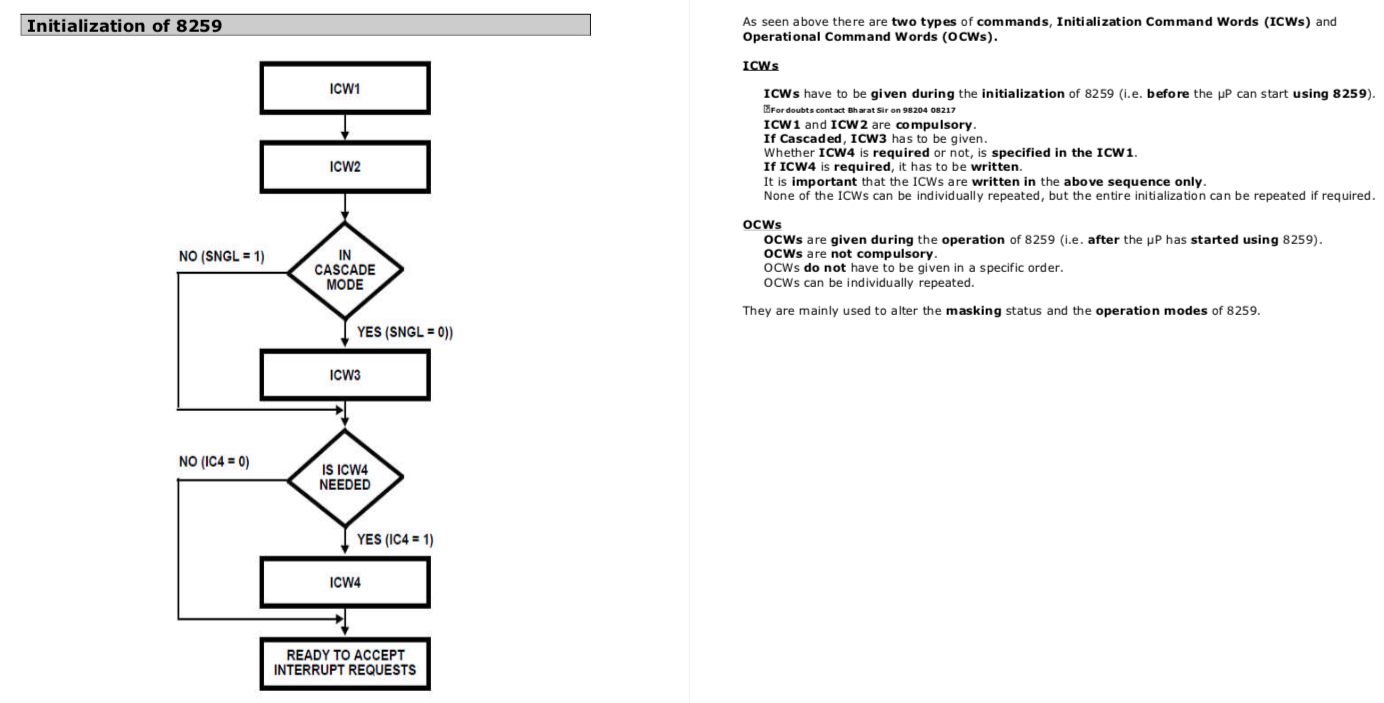 Initialization of 8259
ICW1
ICW2
NO (SNGL = 1)
IN
CASCADE
MODE
YES (SNGL = 0))
ICW3
NO (IC4 = 0)
IS ICW4
NEEDED
YES (IC4 = 1)
ICW4
READY TO ACCEPT
INTERRUPT REQUESTS
As seen above there are two types of commands, Initialization Command Words (ICWs) and
Operational Command Words (OCWs).
ICWs
ICWs have to be given during the initialization of 8259 (i.e. before the µP can start using 8259).
For doubts contact Bharat Sir on 98204 08217
ICW1 and ICW2 are compulsory.
If Cascaded, ICW3 has to be given.
Whether ICW4 is required or not, is specified in the ICW1.
If ICW4 is required, it has to be written.
It is important that the ICWs are written in the above sequence only.
None of the ICWs can be individually repeated, but the entire initialization can be repeated if required.
OCWs
OCWs are given during the operation of 8259 (i.e. after the µP has started using 8259).
OCWs are not compulsory.
OCWs do not have to be given in a specific order.
OCWs can be individually repeated.
They are mainly used to alter the masking status and the operation modes of 8259.